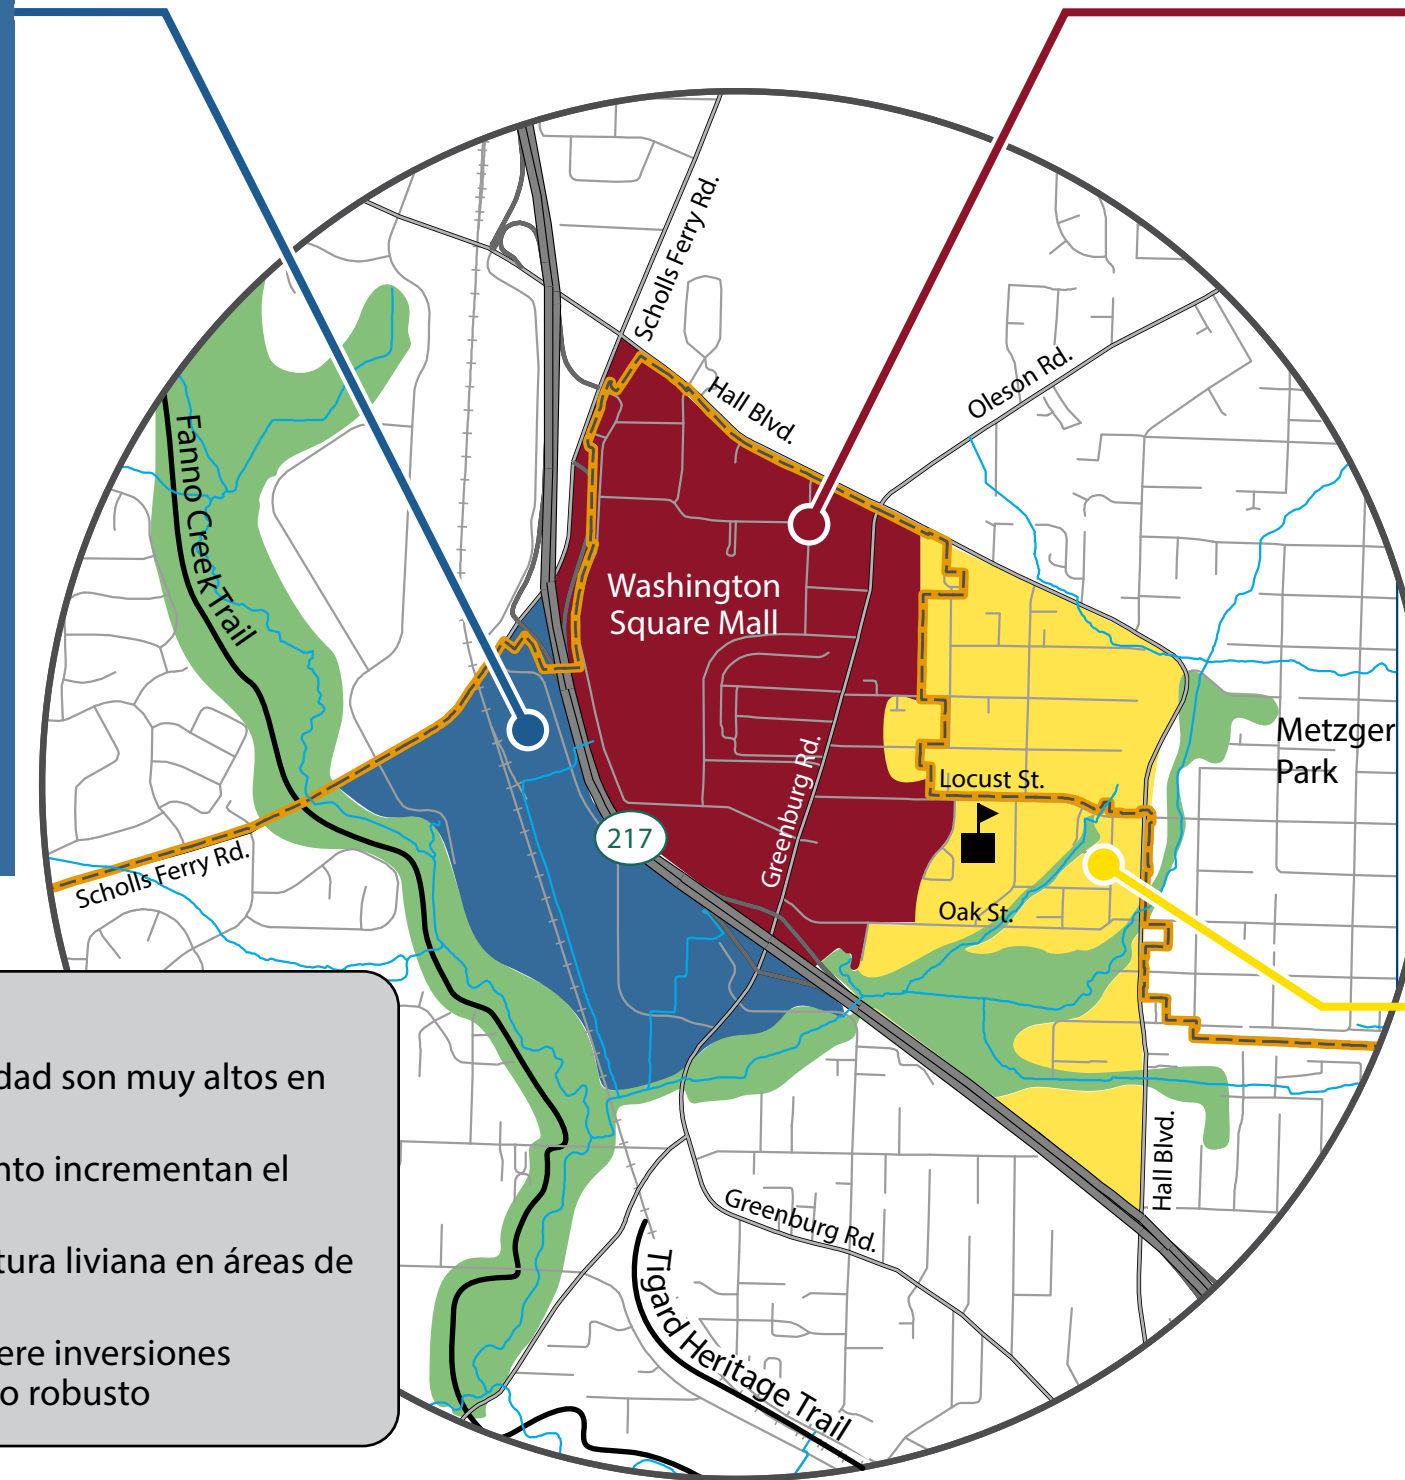 Scholls Ferry Rd.
Hall Blvd.
Oleson Rd.
Fanno Creek Trail
Washington
Square Mall
Metzger
Park
Locust St.
Greenburg Rd.
217
Scholls Ferry Rd.
Oak St.
dad son muy altos en
nto incrementan el
tura liviana en áreas de
ere inversiones
o robusto
Hall Blvd.
Greenburg Rd.
Tigard Heritage Trail